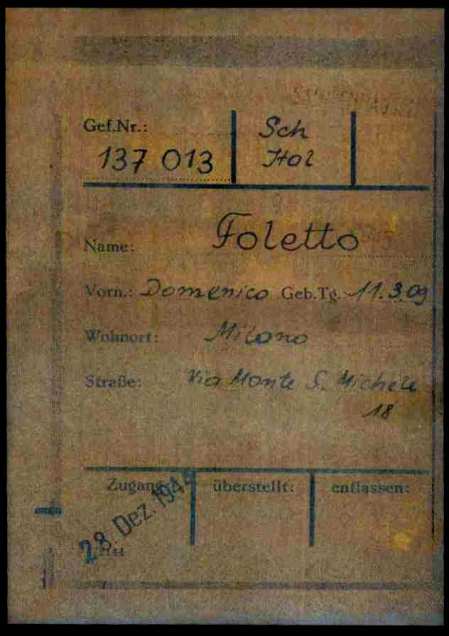 Gef.Nr.:
137 013
Sch
Ital
Name: Foletto
Vorn.: Domenico Geb.Tg. 11.3.09
Wohnort: Milano
Straße: Via Monte S. Michele
18
Zugang: überstellt: entlassen:
28. Dez. 1944